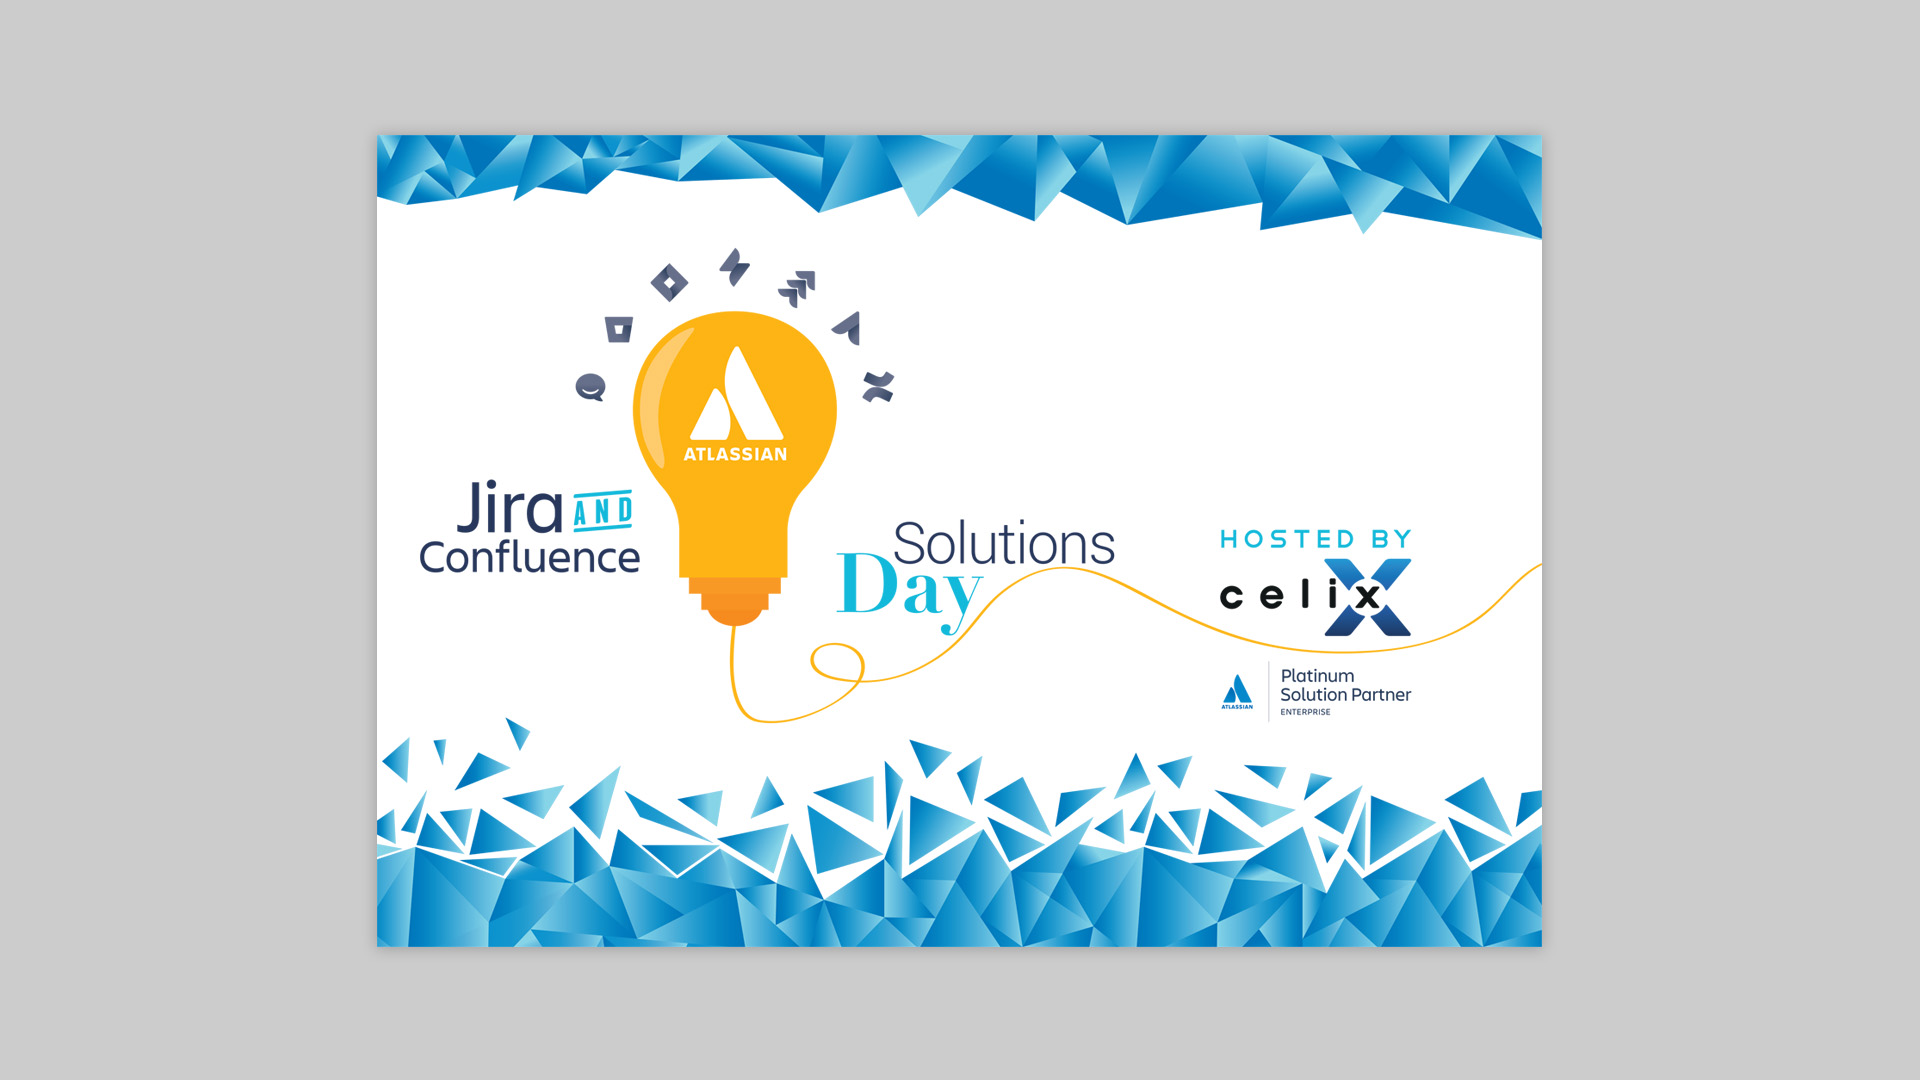 ATLASSIAN
Jira AND
Confluence
Solutions
Day
HOSTED BY
celix
X
ATLASSIAN
Platinum
Solution Partner
ENTERPRISE